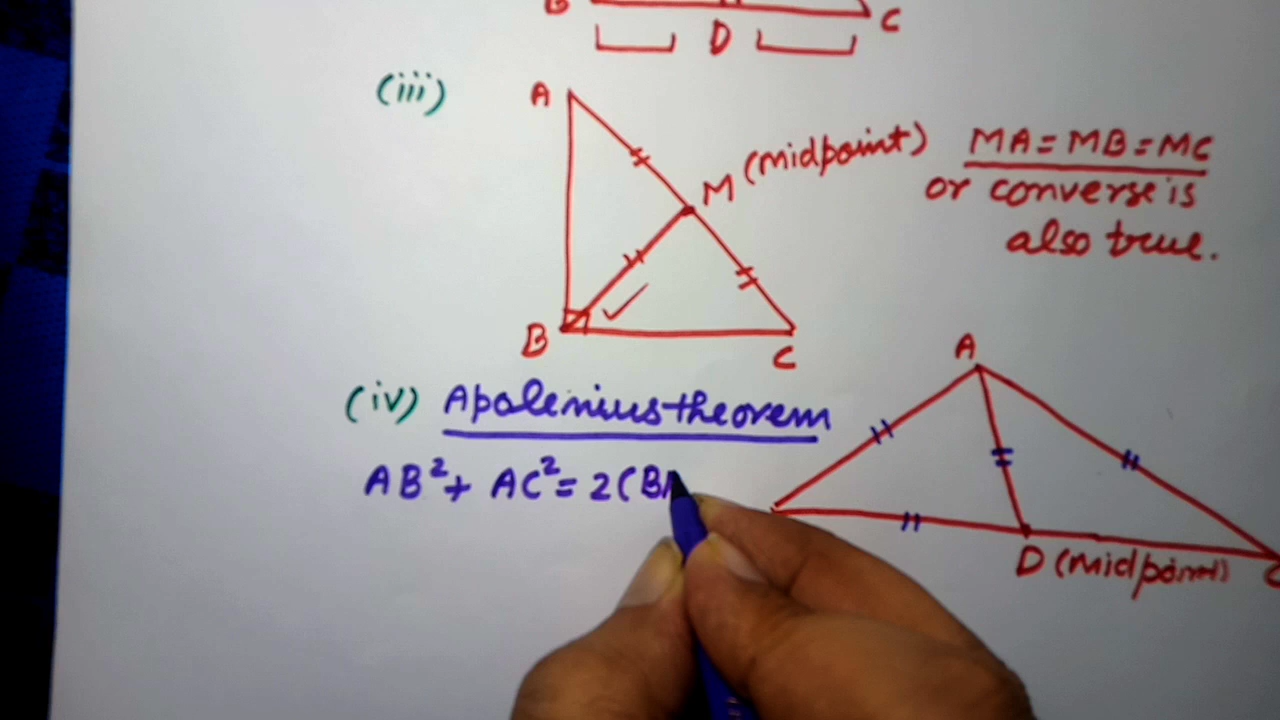 B C
D
(iii)
A
M (midpoint)
MA = MB = MC
or converse is
also true.
B C
(iv) Apolenius theorem
AB² + AC² = 2(B
A
D (midpoint)
C